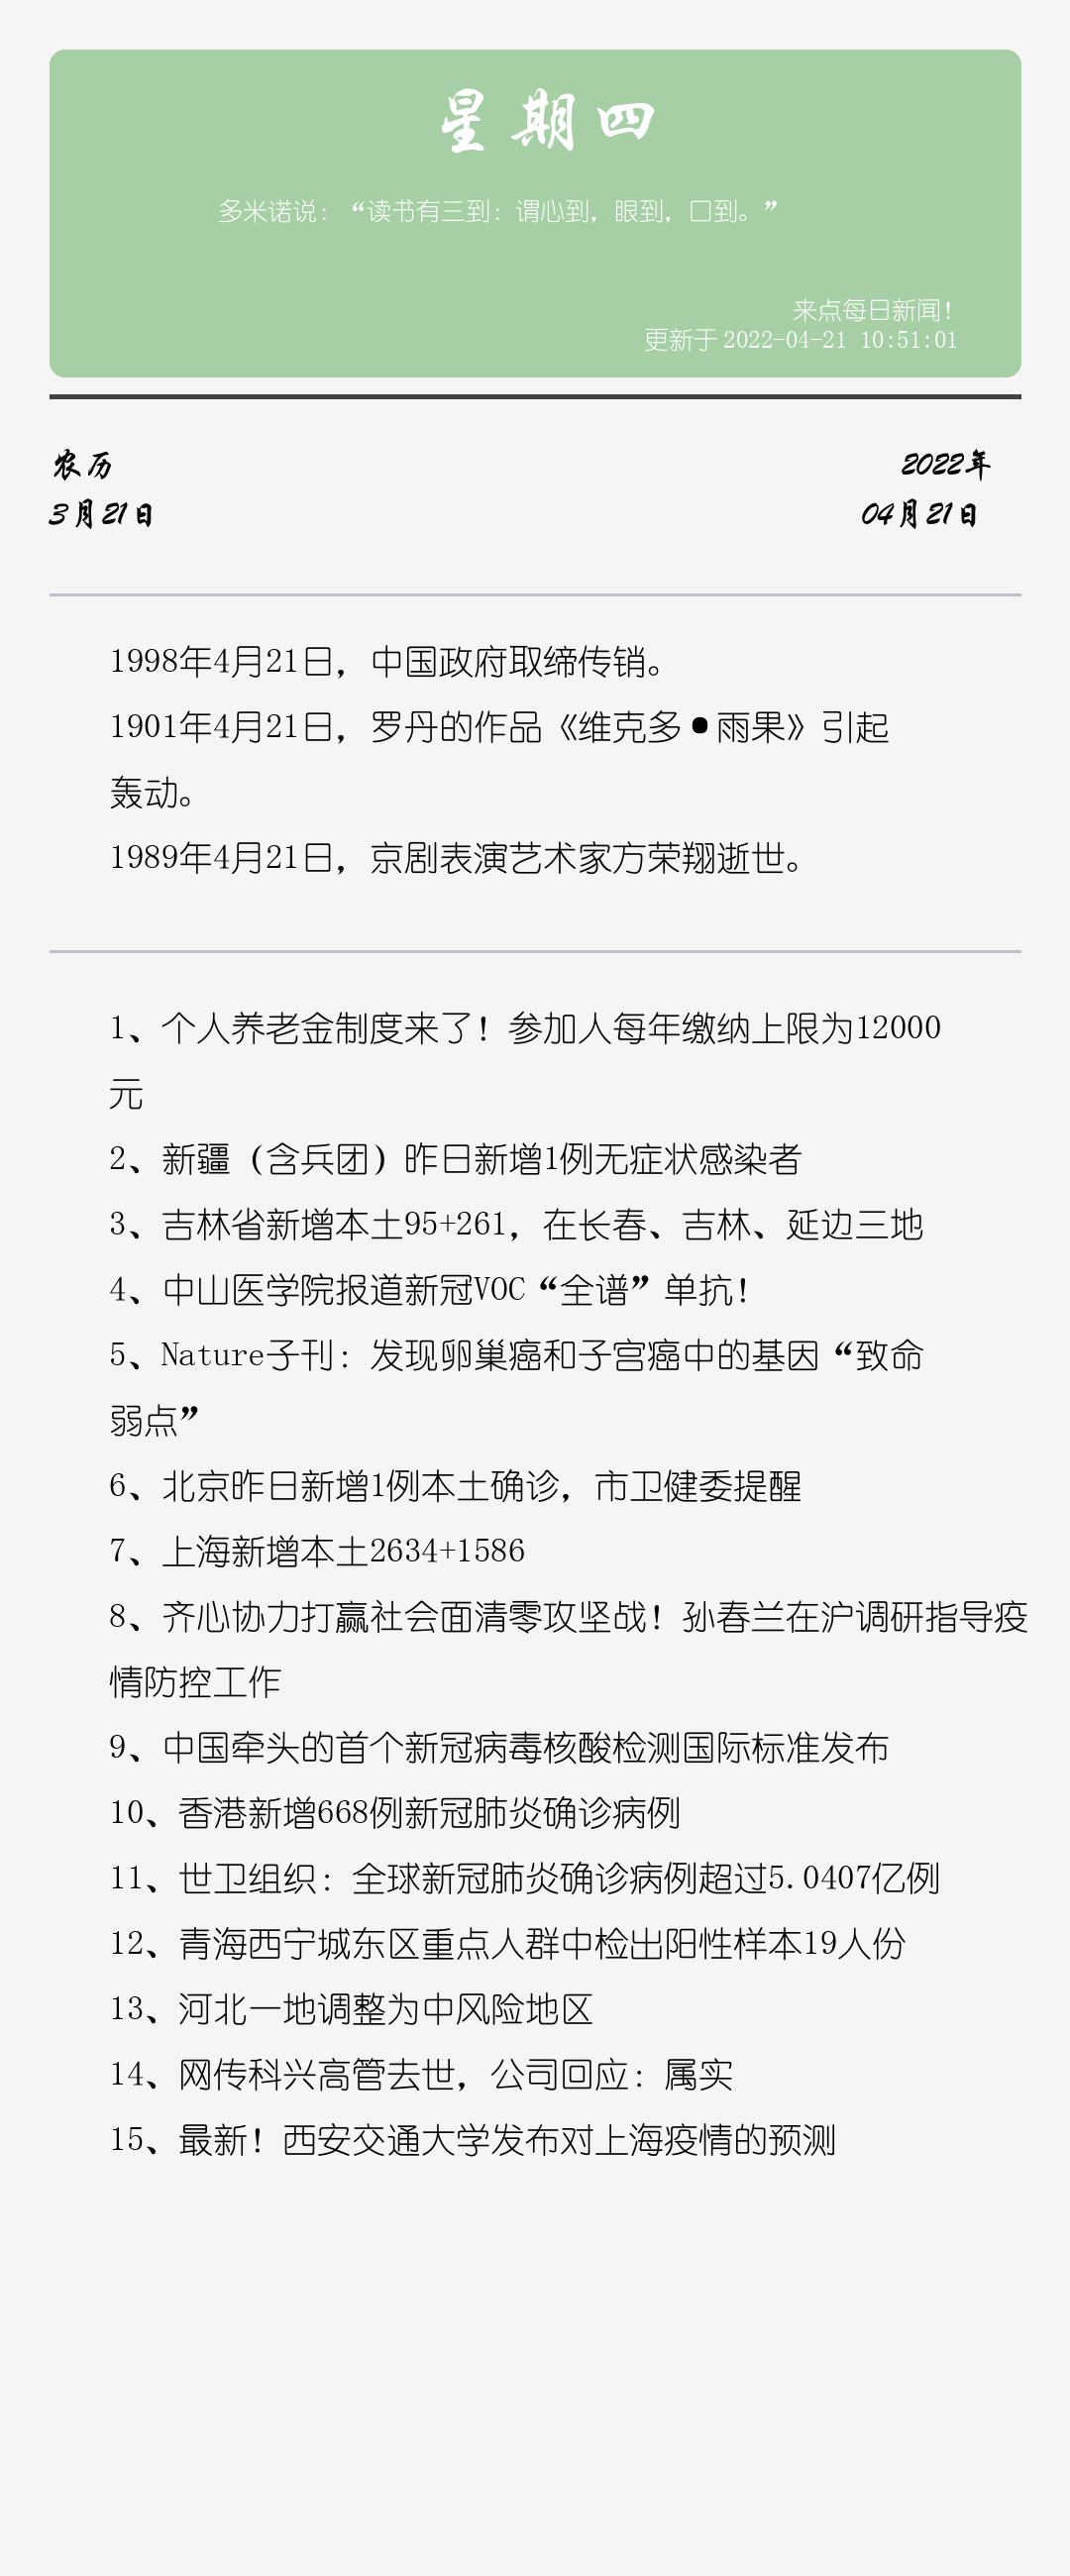 星期四
多米诺说：“读书有三到：谓心到，眼到，口到。”
来点每日新闻！
更新于 2022-04-21 10:51:01
农历
3月21日
2022年
04月21日
1998年4月21日，中国政府取缔传销。
1901年4月21日，罗丹的作品《维克多•雨果》引起
轰动。
1989年4月21日，京剧表演艺术家方荣翔逝世。
1、个人养老金制度来了！参加人每年缴纳上限为12000
元
2、新疆（含兵团）昨日新增1例无症状感染者
3、吉林省新增本土95+261，在长春、吉林、延边三地
4、中山医学院报道新冠VOC“全谱”单抗！
5、Nature子刊：发现卵巢癌和子宫癌中的基因“致命
弱点”
6、北京昨日新增1例本土确诊，市卫健委提醒
7、上海新增本土2634+1586
8、齐心协力打赢社会面清零攻坚战！孙春兰在沪调研指导疫
情防控工作
9、中国牵头的首个新冠病毒核酸检测国际标准发布
10、香港新增668例新冠肺炎确诊病例
11、世卫组织：全球新冠肺炎确诊病例超过5.0407亿例
12、青海西宁城东区重点人群中检出阳性样本19人份
13、河北一地调整为中风险地区
14、网传科兴高管去世，公司回应：属实
15、最新！西安交通大学发布对上海疫情的预测